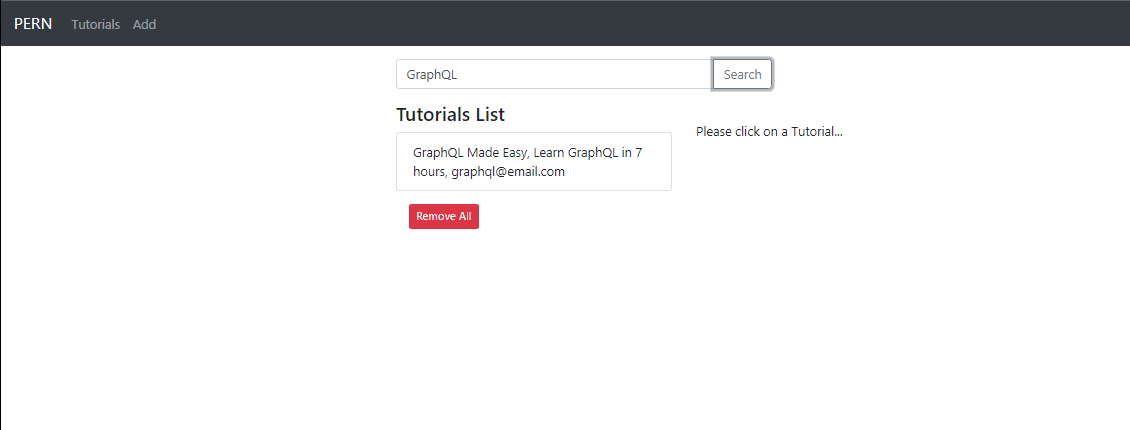 PERN Tutorials Add
GraphQL Search
Tutorials List
Please click on a Tutorial...
GraphQL Made Easy, Learn GraphQL in 7
hours, graphql@email.com
Remove All